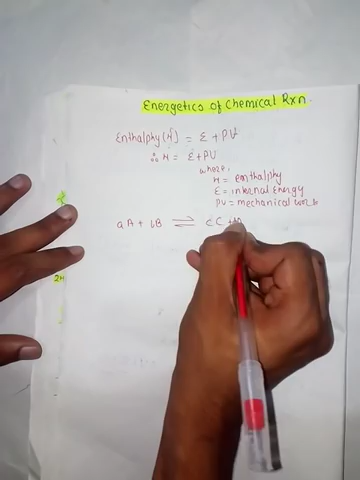 Energetics of Chemical Rxn.
Enthalpy(H) = E + PV
∴ H = E+PV
where,
H = enthalpy
E = internal Energy
PV = mechanical work
aA + bB ⇌ cC +